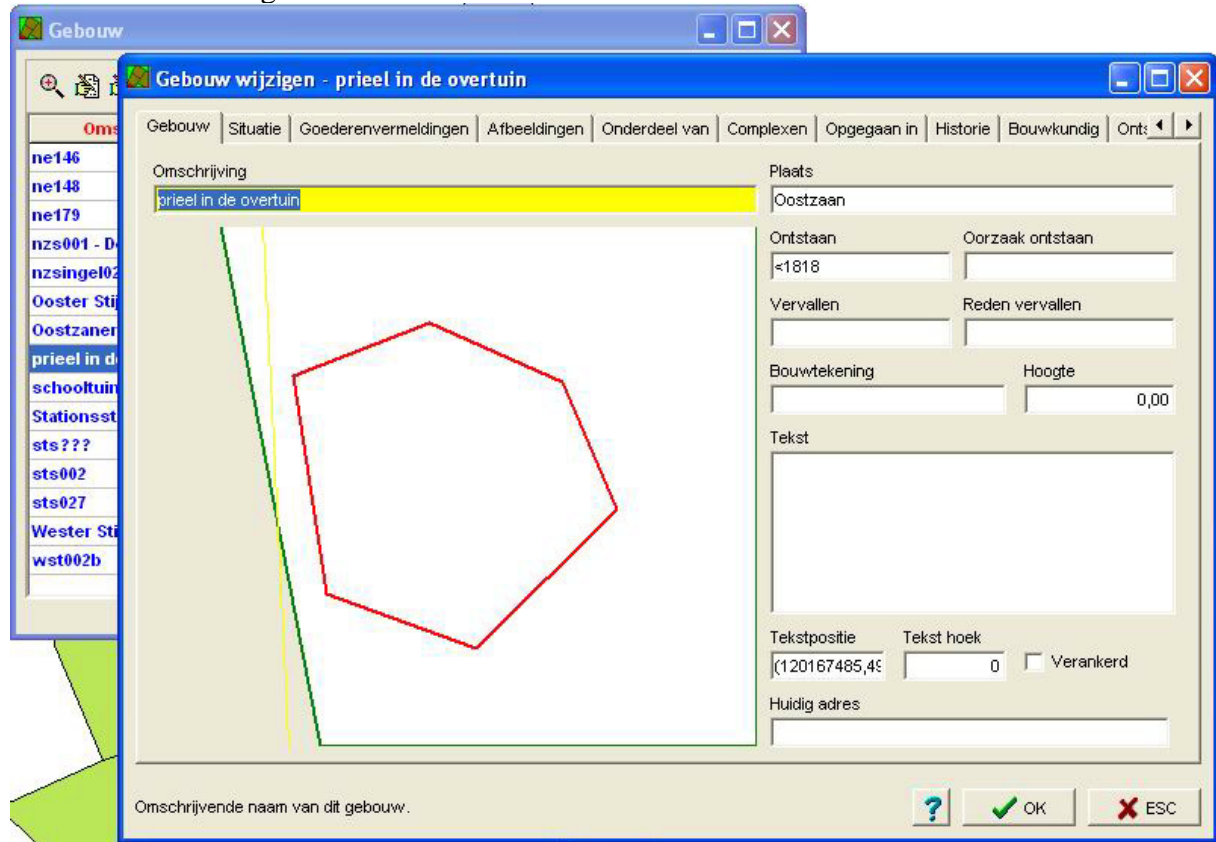 Gebouw
Gebouw wijzigen - prieel in de overtuin
Oms
ne146
ne148
ne179
nzs001 - D
nzsingel02
Ooster Stij
Oostzaner
prieel in d
schooltuin
Stationsst
sts???
sts002
sts027
Wester Sti
wst002b
Gebouw Situatie Goederenvermeldingen Afbeeldingen Onderdeel van Complexen Opgegaan in Historie Bouwkundig Onts
Omschrijving
prieel in de overtuin
Plaats
Oostzaan
Ontstaan Oorzaak ontstaan
<1818
Vervallen Reden vervallen
Bouwtekening Hoogte
0,00
Tekst
Tekstpositie Tekst hoek
(120167485,49 0 Verankerd
Huidig adres
Omschrijvende naam van dit gebouw.
? OK ESC